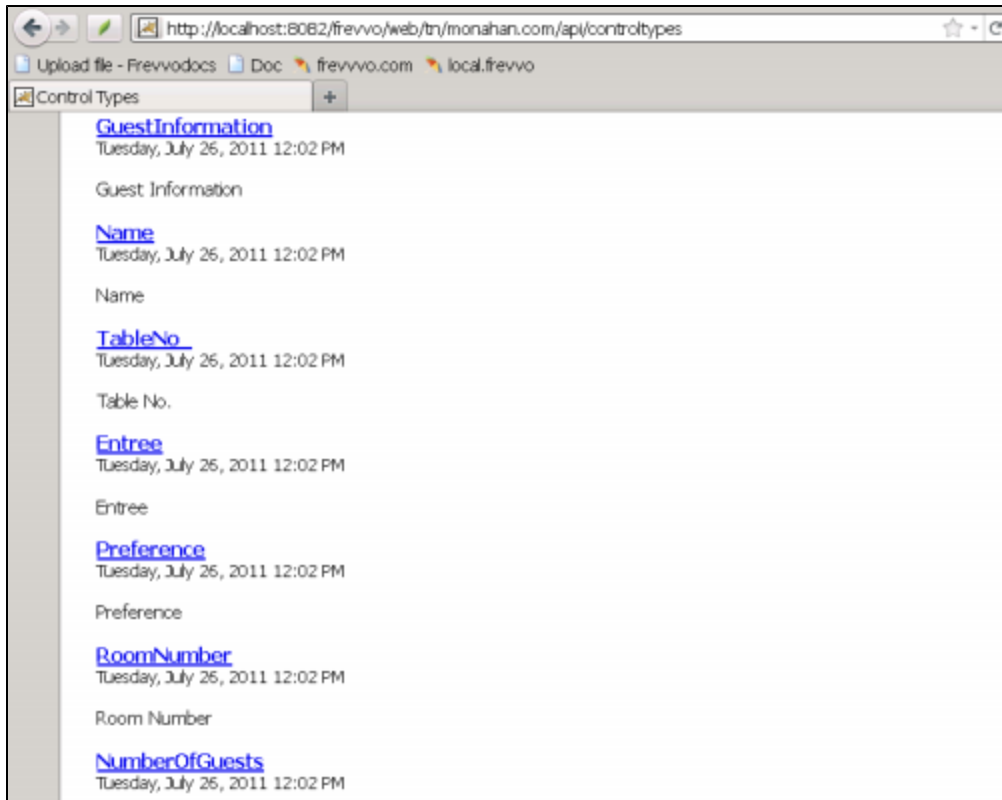 http://localhost:8082/frevvo/web/tn/monahan.com/api/controltypes
Upload file - Frevvodocs Doc frevvvo.com local.frevvo
Control Types
GuestInformation
Tuesday, July 26, 2011 12:02 PM
Guest Information
Name
Tuesday, July 26, 2011 12:02 PM
Name
TableNo_
Tuesday, July 26, 2011 12:02 PM
Table No.
Entree
Tuesday, July 26, 2011 12:02 PM
Entree
Preference
Tuesday, July 26, 2011 12:02 PM
Preference
RoomNumber
Tuesday, July 26, 2011 12:02 PM
Room Number
NumberOfGuests
Tuesday, July 26, 2011 12:02 PM